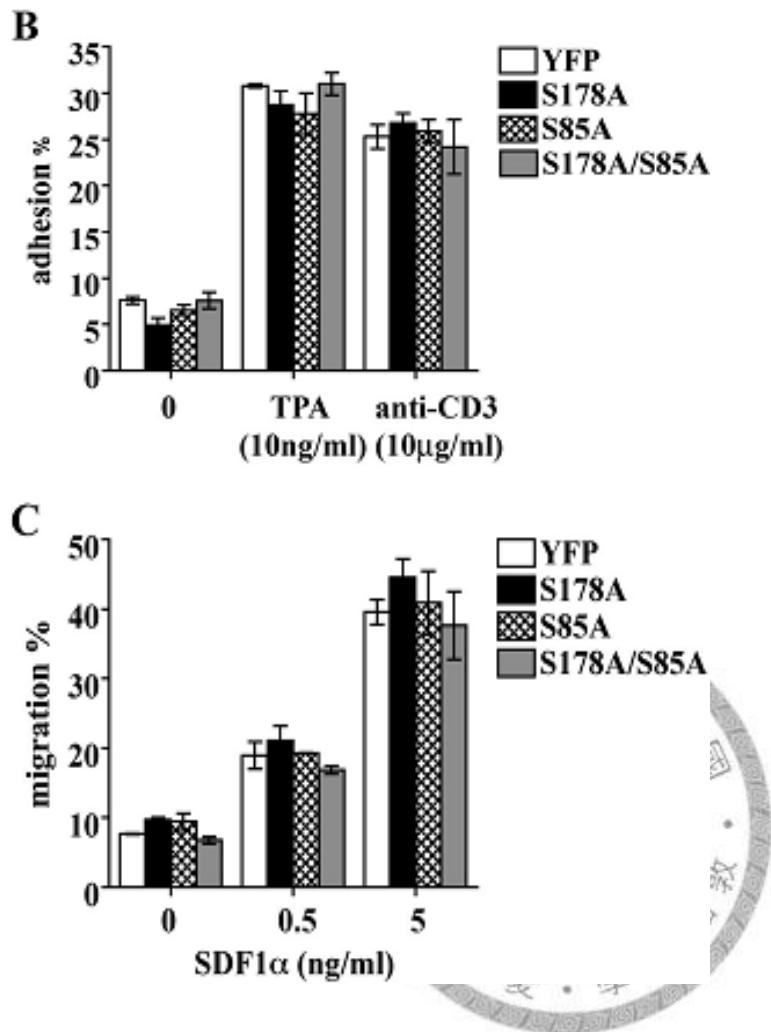 B
35
30
25
20
15
10
5
0
adhesion %
0 TPA anti-CD3
(10ng/ml) (10μg/ml)
YFP
S178A
S85A
S178A/S85A
C
50
40
30
20
10
0
migration %
0 0.5 5
SDF1α (ng/ml)
YFP
S178A
S85A
S178A/S85A
國
教